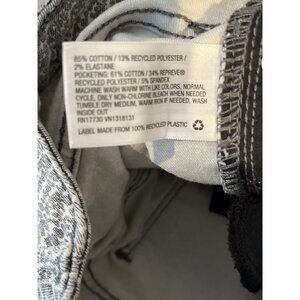 85% COTTON / 13% RECYCLED POLYESTER /
2% ELASTANE
POCKETING: 61% COTTON / 34% REPREVE®
RECYCLED POLYESTER / 5% SPANDEX
MACHINE WASH WARM WITH LIKE COLORS, NORMAL
CYCLE, ONLY NON-CHLORINE BLEACH WHEN NEEDED
TUMBLE DRY MEDIUM, WARM IRON IF NEEDED, WASH
INSIDE OUT
RN17730 VN1318131
LABEL MADE FROM 100% RECYCLED PLASTIC